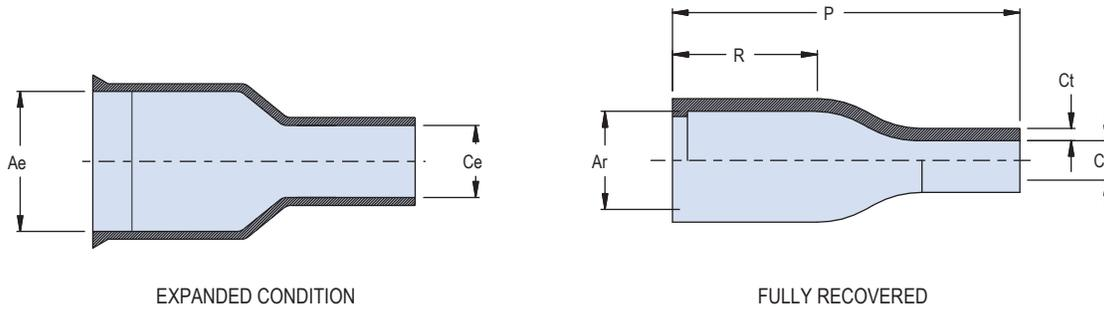 P
R
Ct
Ae
Ce
Ar
C
EXPANDED CONDITION
FULLY RECOVERED